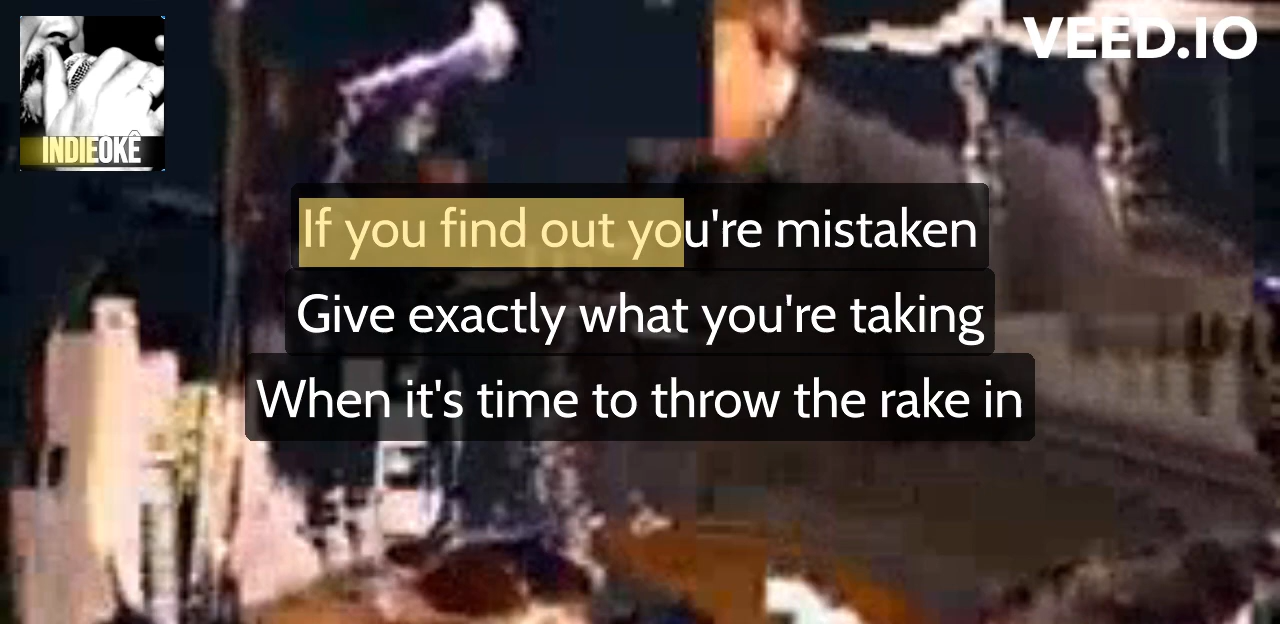 VEED.IO
INDIEOKÊ
If you find out you're mistaken
Give exactly what you're taking
When it's time to throw the rake in